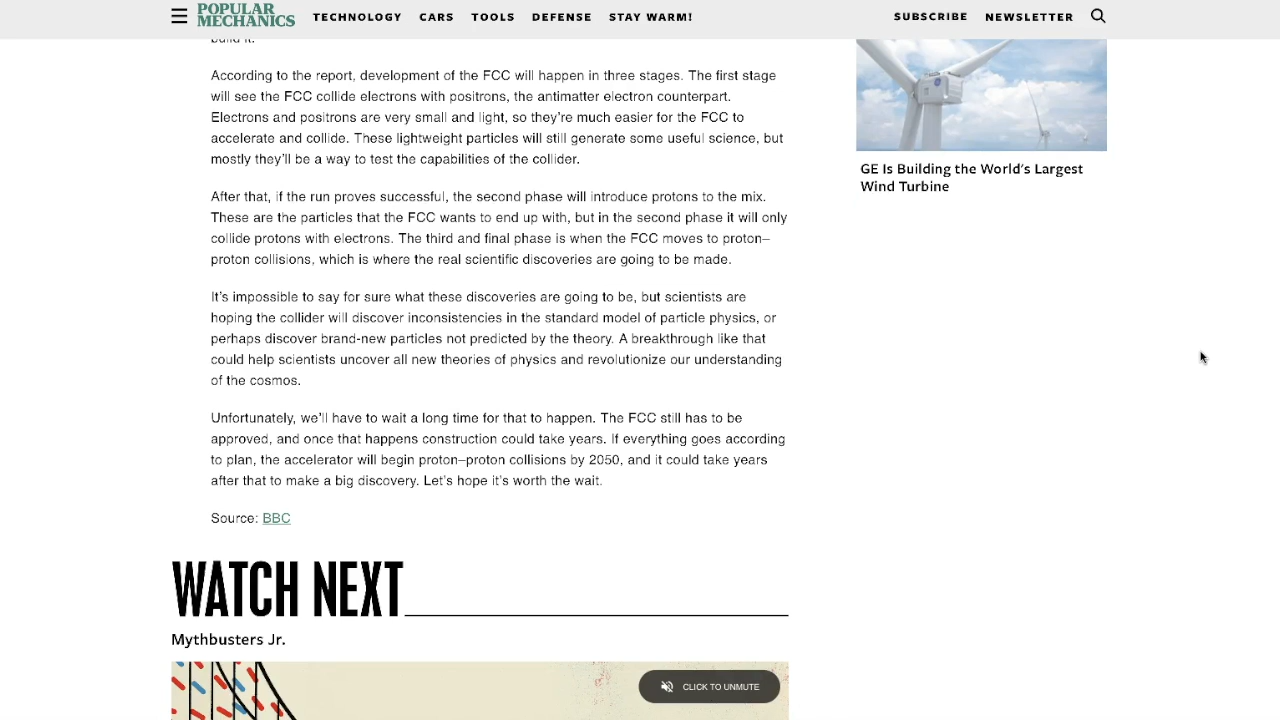 POPULAR
MECHANICS
TECHNOLOGY CARS TOOLS DEFENSE STAY WARM! SUBSCRIBE NEWSLETTER
build it.
According to the report, development of the FCC will happen in three stages. The first stage
will see the FCC collide electrons with positrons, the antimatter electron counterpart.
Electrons and positrons are very small and light, so they're much easier for the FCC to
accelerate and collide. These lightweight particles will still generate some useful science, but
mostly they'll be a way to test the capabilities of the collider.
After that, if the run proves successful, the second phase will introduce protons to the mix.
These are the particles that the FCC wants to end up with, but in the second phase it will only
collide protons with electrons. The third and final phase is when the FCC moves to proton–
proton collisions, which is where the real scientific discoveries are going to be made.
It's impossible to say for sure what these discoveries are going to be, but scientists are
hoping the collider will discover inconsistencies in the standard model of particle physics, or
perhaps discover brand-new particles not predicted by the theory. A breakthrough like that
could help scientists uncover all new theories of physics and revolutionize our understanding
of the cosmos.
Unfortunately, we'll have to wait a long time for that to happen. The FCC still has to be
approved, and once that happens construction could take years. If everything goes according
to plan, the accelerator will begin proton–proton collisions by 2050, and it could take years
after that to make a big discovery. Let's hope it's worth the wait.
Source: BBC
GE Is Building the World's Largest
Wind Turbine
WATCH NEXT
Mythbusters Jr.
CLICK TO UNMUTE